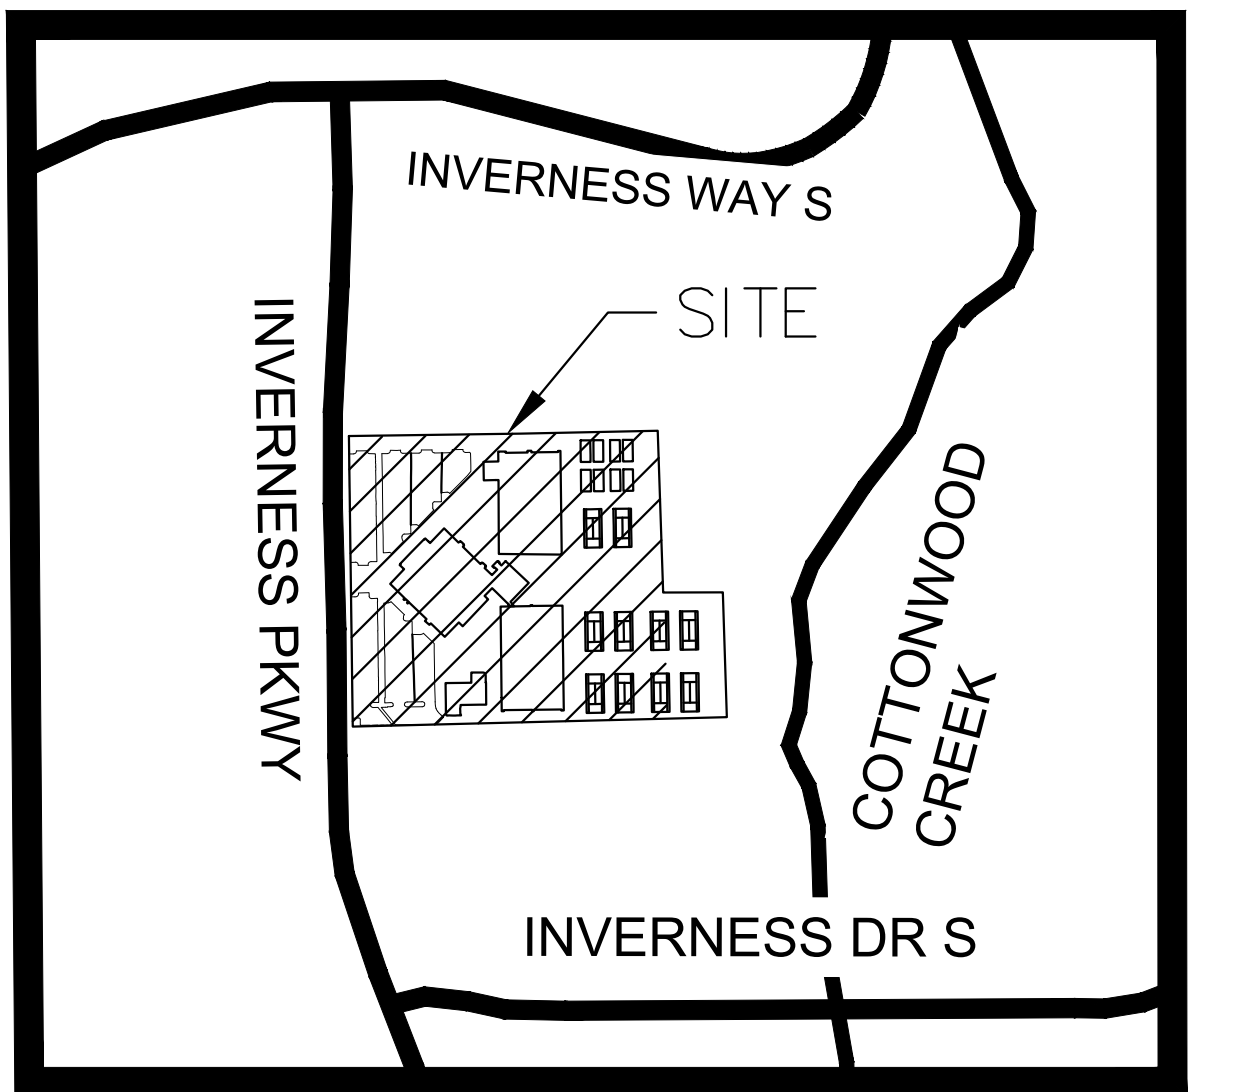 INVERNESS WAY S
SITE
INVERNESS PKWY
COTTONWOOD
CREEK
INVERNESS DR S